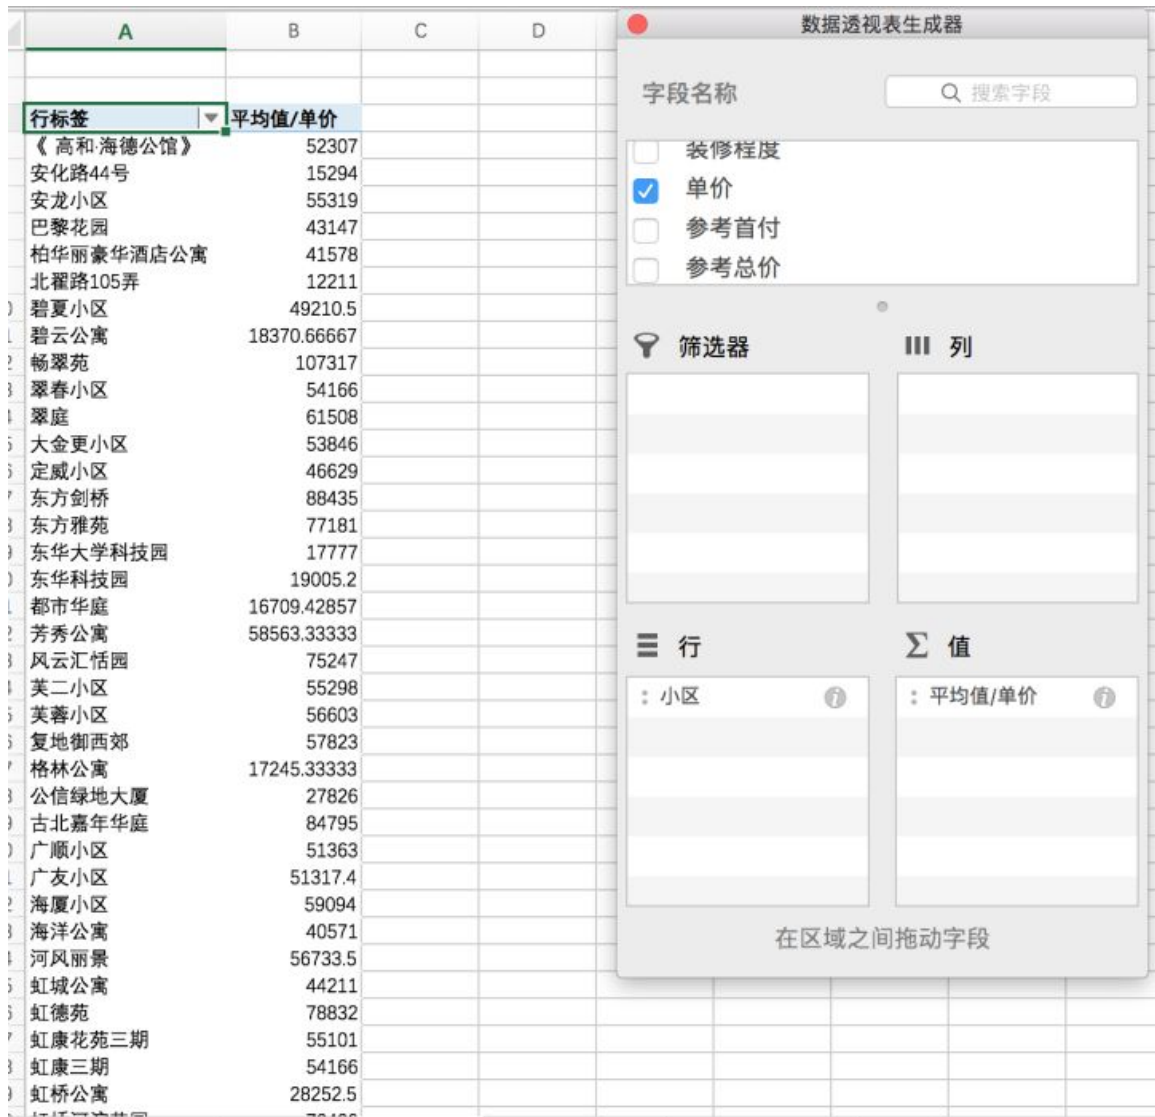 A B C D
行标签 平均值/单价
《 高和·海德公馆》 52307
安化路44号 15294
安龙小区 55319
巴黎花园 43147
柏华丽豪华酒店公寓 41578
北翟路105弄 12211
碧夏小区 49210.5
碧云公寓 18370.66667
畅翠苑 107317
翠春小区 54166
翠庭 61508
大金更小区 53846
定威小区 46629
东方剑桥 88435
东方雅苑 77181
东华大学科技园 17777
东华科技园 19005.2
都市华庭 16709.42857
芳秀公寓 58563.33333
风云汇恬园 75247
芙二小区 55298
芙蓉小区 56603
复地御西郊 57823
格林公寓 17245.33333
公信绿地大厦 27826
古北嘉年华庭 84795
广顺小区 51363
广友小区 51317.4
海厦小区 59094
海洋公寓 40571
河风丽景 56733.5
虹城公寓 44211
虹德苑 78832
虹康花苑三期 55101
虹康三期 54166
虹桥公寓 28252.5
数据透视表生成器
字段名称 搜索字段
装修程度
单价
参考首付
参考总价
筛选器 列
行 值
小区 平均值/单价
在区域之间拖动字段